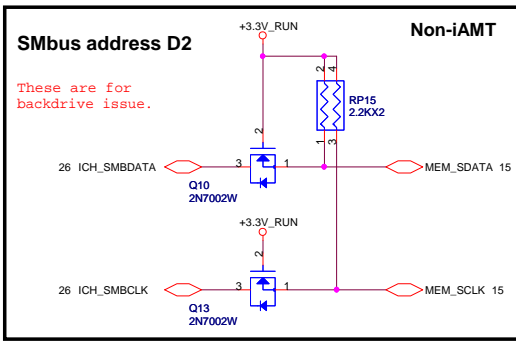 +3.3V_RUN
Non-iAMT
SMbus address D2
These are for
backdrive issue.
2
4
RP15
2.2KX2
2
1
3
26 ICH_SMBDATA
3
1
MEM_SDATA 15
Q10
2N7002W
+3.3V_RUN
2
26 ICH_SMBCLK
3
1
MEM_SCLK 15
Q13
2N7002W